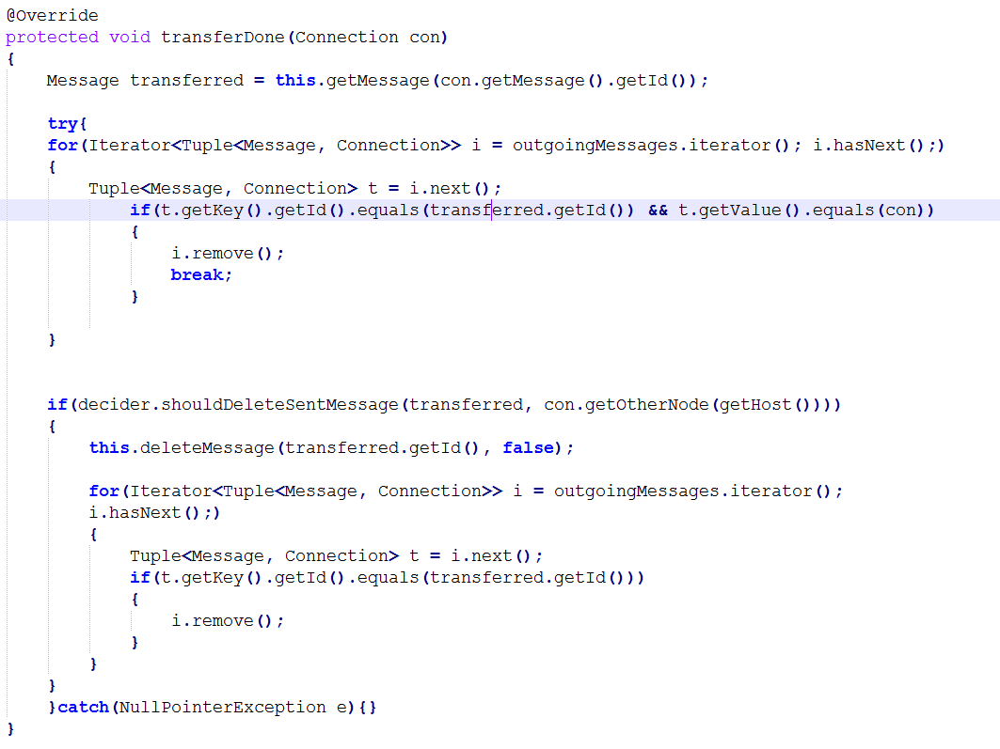 @Override
protected void transferDone(Connection con)
{
    Message transferred = this.getMessage(con.getMessage().getId());

    try{
    for(Iterator<Tuple<Message, Connection>> i = outgoingMessages.iterator(); i.hasNext();)
    {
        Tuple<Message, Connection> t = i.next();
            if(t.getKey().getId().equals(transferred.getId()) && t.getValue().equals(con))
            {
                i.remove();
                break;
            }

    }


    if(decider.shouldDeleteSentMessage(transferred, con.getOtherNode(getHost())))
    {
        this.deleteMessage(transferred.getId(), false);

        for(Iterator<Tuple<Message, Connection>> i = outgoingMessages.iterator();
        i.hasNext();)
        {
            Tuple<Message, Connection> t = i.next();
            if(t.getKey().getId().equals(transferred.getId()))
            {
                i.remove();
            }
        }
    }
    }catch(NullPointerException e){}
}